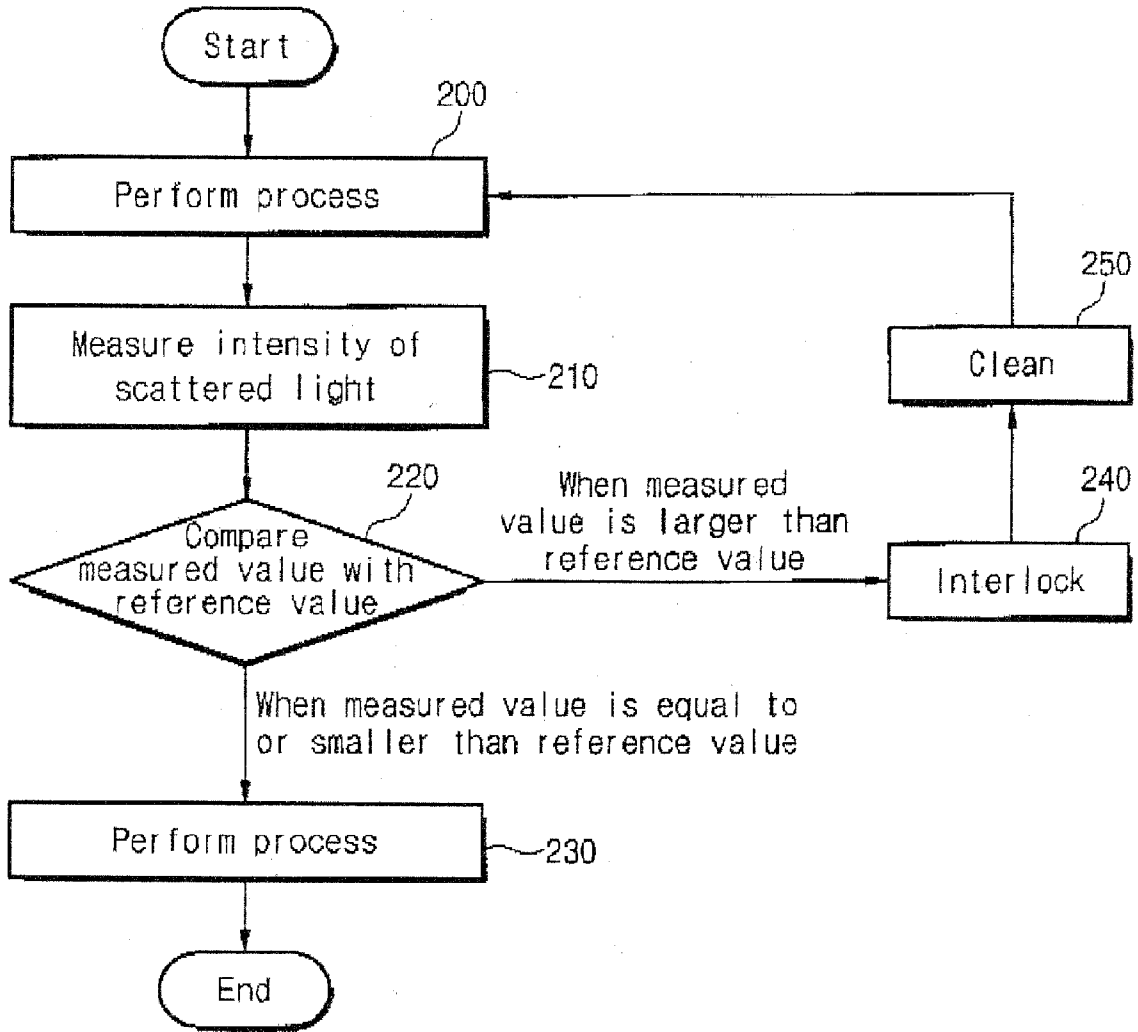 Start
200
Perform process
Measure intensity of
scattered light
210
220
Compare
measured value with
reference value
When measured
value is larger than
reference value
250
Clean
240
Interlock
When measured value is equal to
or smaller than reference value
Perform process
230
End